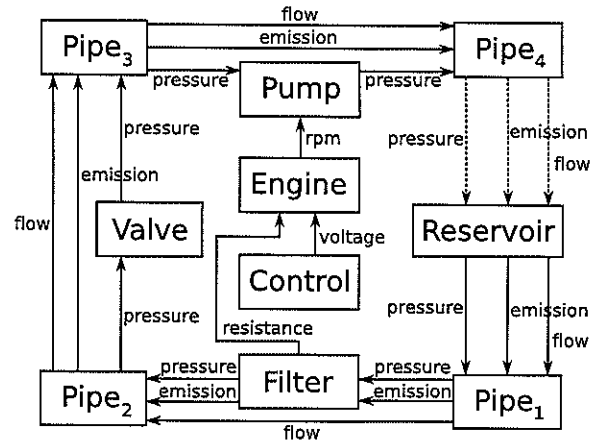 flow
Pipe₃
emission
Pipe₄
pressure
Pump
pressure
pressure
rpm
pressure
emission
flow
emission
Engine
flow
Valve
voltage
Reservoir
Control
pressure
resistance
pressure
emission
flow
pressure
Filter
pressure
Pipe₂
emission
emission
Pipe₁
flow